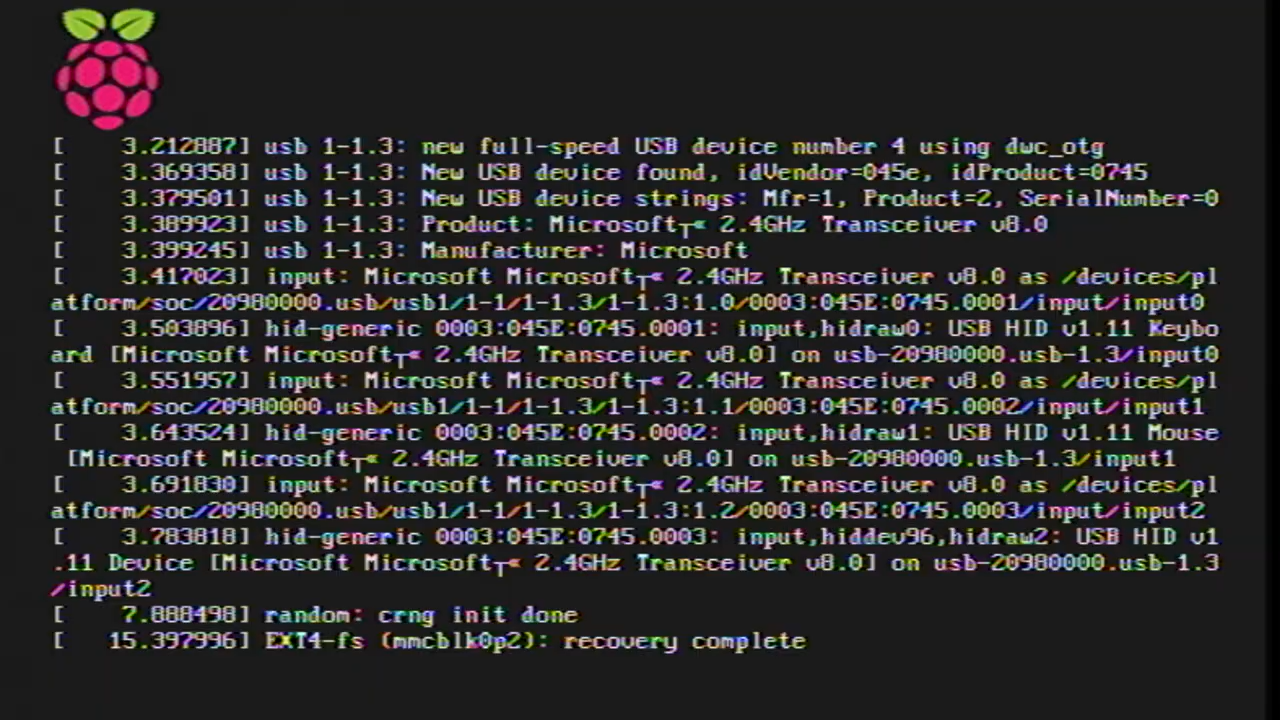 [    3.212887] usb 1-1.3: new full-speed USB device number 4 using dwc_otg
[    3.369358] usb 1-1.3: New USB device found, idVendor=045e, idProduct=0745
[    3.379501] usb 1-1.3: New USB device strings: Mfr=1, Product=2, SerialNumber=0
[    3.389923] usb 1-1.3: Product: Microsoft┬« 2.4GHz Transceiver v8.0
[    3.399245] usb 1-1.3: Manufacturer: Microsoft
[    3.417023] input: Microsoft Microsoft┬« 2.4GHz Transceiver v8.0 as /devices/pl
atform/soc/20980000.usb/usb1/1-1/1-1.3/1-1.3:1.0/0003:045E:0745.0001/input/input0
[    3.503896] hid-generic 0003:045E:0745.0001: input,hidraw0: USB HID v1.11 Keybo
ard [Microsoft Microsoft┬« 2.4GHz Transceiver v8.0] on usb-20980000.usb-1.3/input0
[    3.551957] input: Microsoft Microsoft┬« 2.4GHz Transceiver v8.0 as /devices/pl
atform/soc/20980000.usb/usb1/1-1/1-1.3/1-1.3:1.1/0003:045E:0745.0002/input/input1
[    3.643524] hid-generic 0003:045E:0745.0002: input,hidraw1: USB HID v1.11 Mouse
 [Microsoft Microsoft┬« 2.4GHz Transceiver v8.0] on usb-20980000.usb-1.3/input1
[    3.691830] input: Microsoft Microsoft┬« 2.4GHz Transceiver v8.0 as /devices/pl
atform/soc/20980000.usb/usb1/1-1/1-1.3/1-1.3:1.2/0003:045E:0745.0003/input/input2
[    3.783818] hid-generic 0003:045E:0745.0003: input,hiddev96,hidraw2: USB HID v1
.11 Device [Microsoft Microsoft┬« 2.4GHz Transceiver v8.0] on usb-20980000.usb-1.3
/input2
[    7.888498] random: crng init done
[   15.397996] EXT4-fs (mmcblk0p2): recovery complete